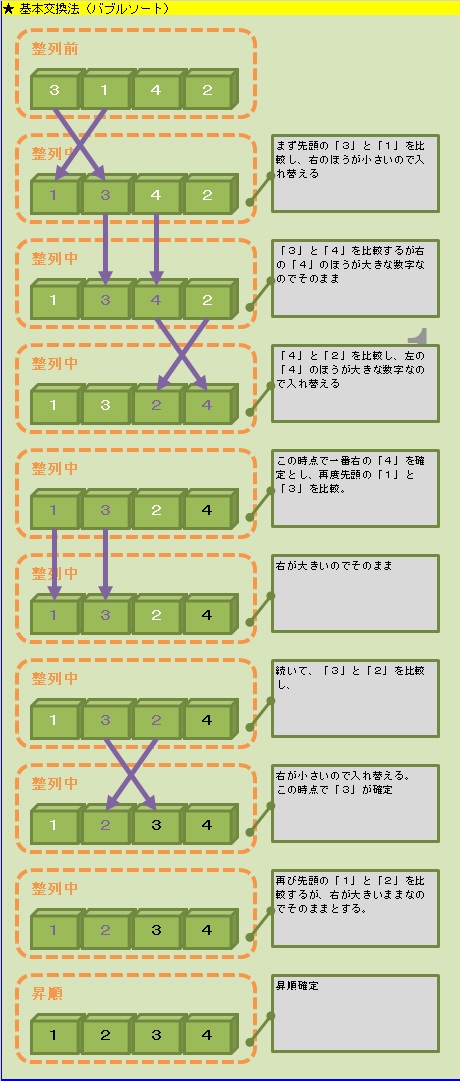 ★ 基本交換法（バブルソート）
整列前
3 1 4 2
整列中
1 3 4 2
まず先頭の「３」と「１」を比
較し、右のほうが小さいので入
れ替える
整列中
1 3 4 2
「３」と「４」を比較するが右
の「４」のほうが大きな数字な
のでそのまま
整列中
1 3 2 4
「４」と「２」を比較し、左の
「４」のほうが大きな数字なの
で入れ替える
整列中
1 3 2 4
この時点で一番右の「４」を確
定とし、再度先頭の「１」と
「３」を比較。
整列中
1 3 2 4
右が大きいのでそのまま
整列中
1 3 2 4
続いて、「３」と「２」を比較
し、
整列中
1 2 3 4
右が小さいので入れ替える。
この時点で「３」が確定
整列中
1 2 3 4
再び先頭の「１」と「２」を比
較するが、右が大きいままなの
でそのままとする。
昇順
1 2 3 4
昇順確定